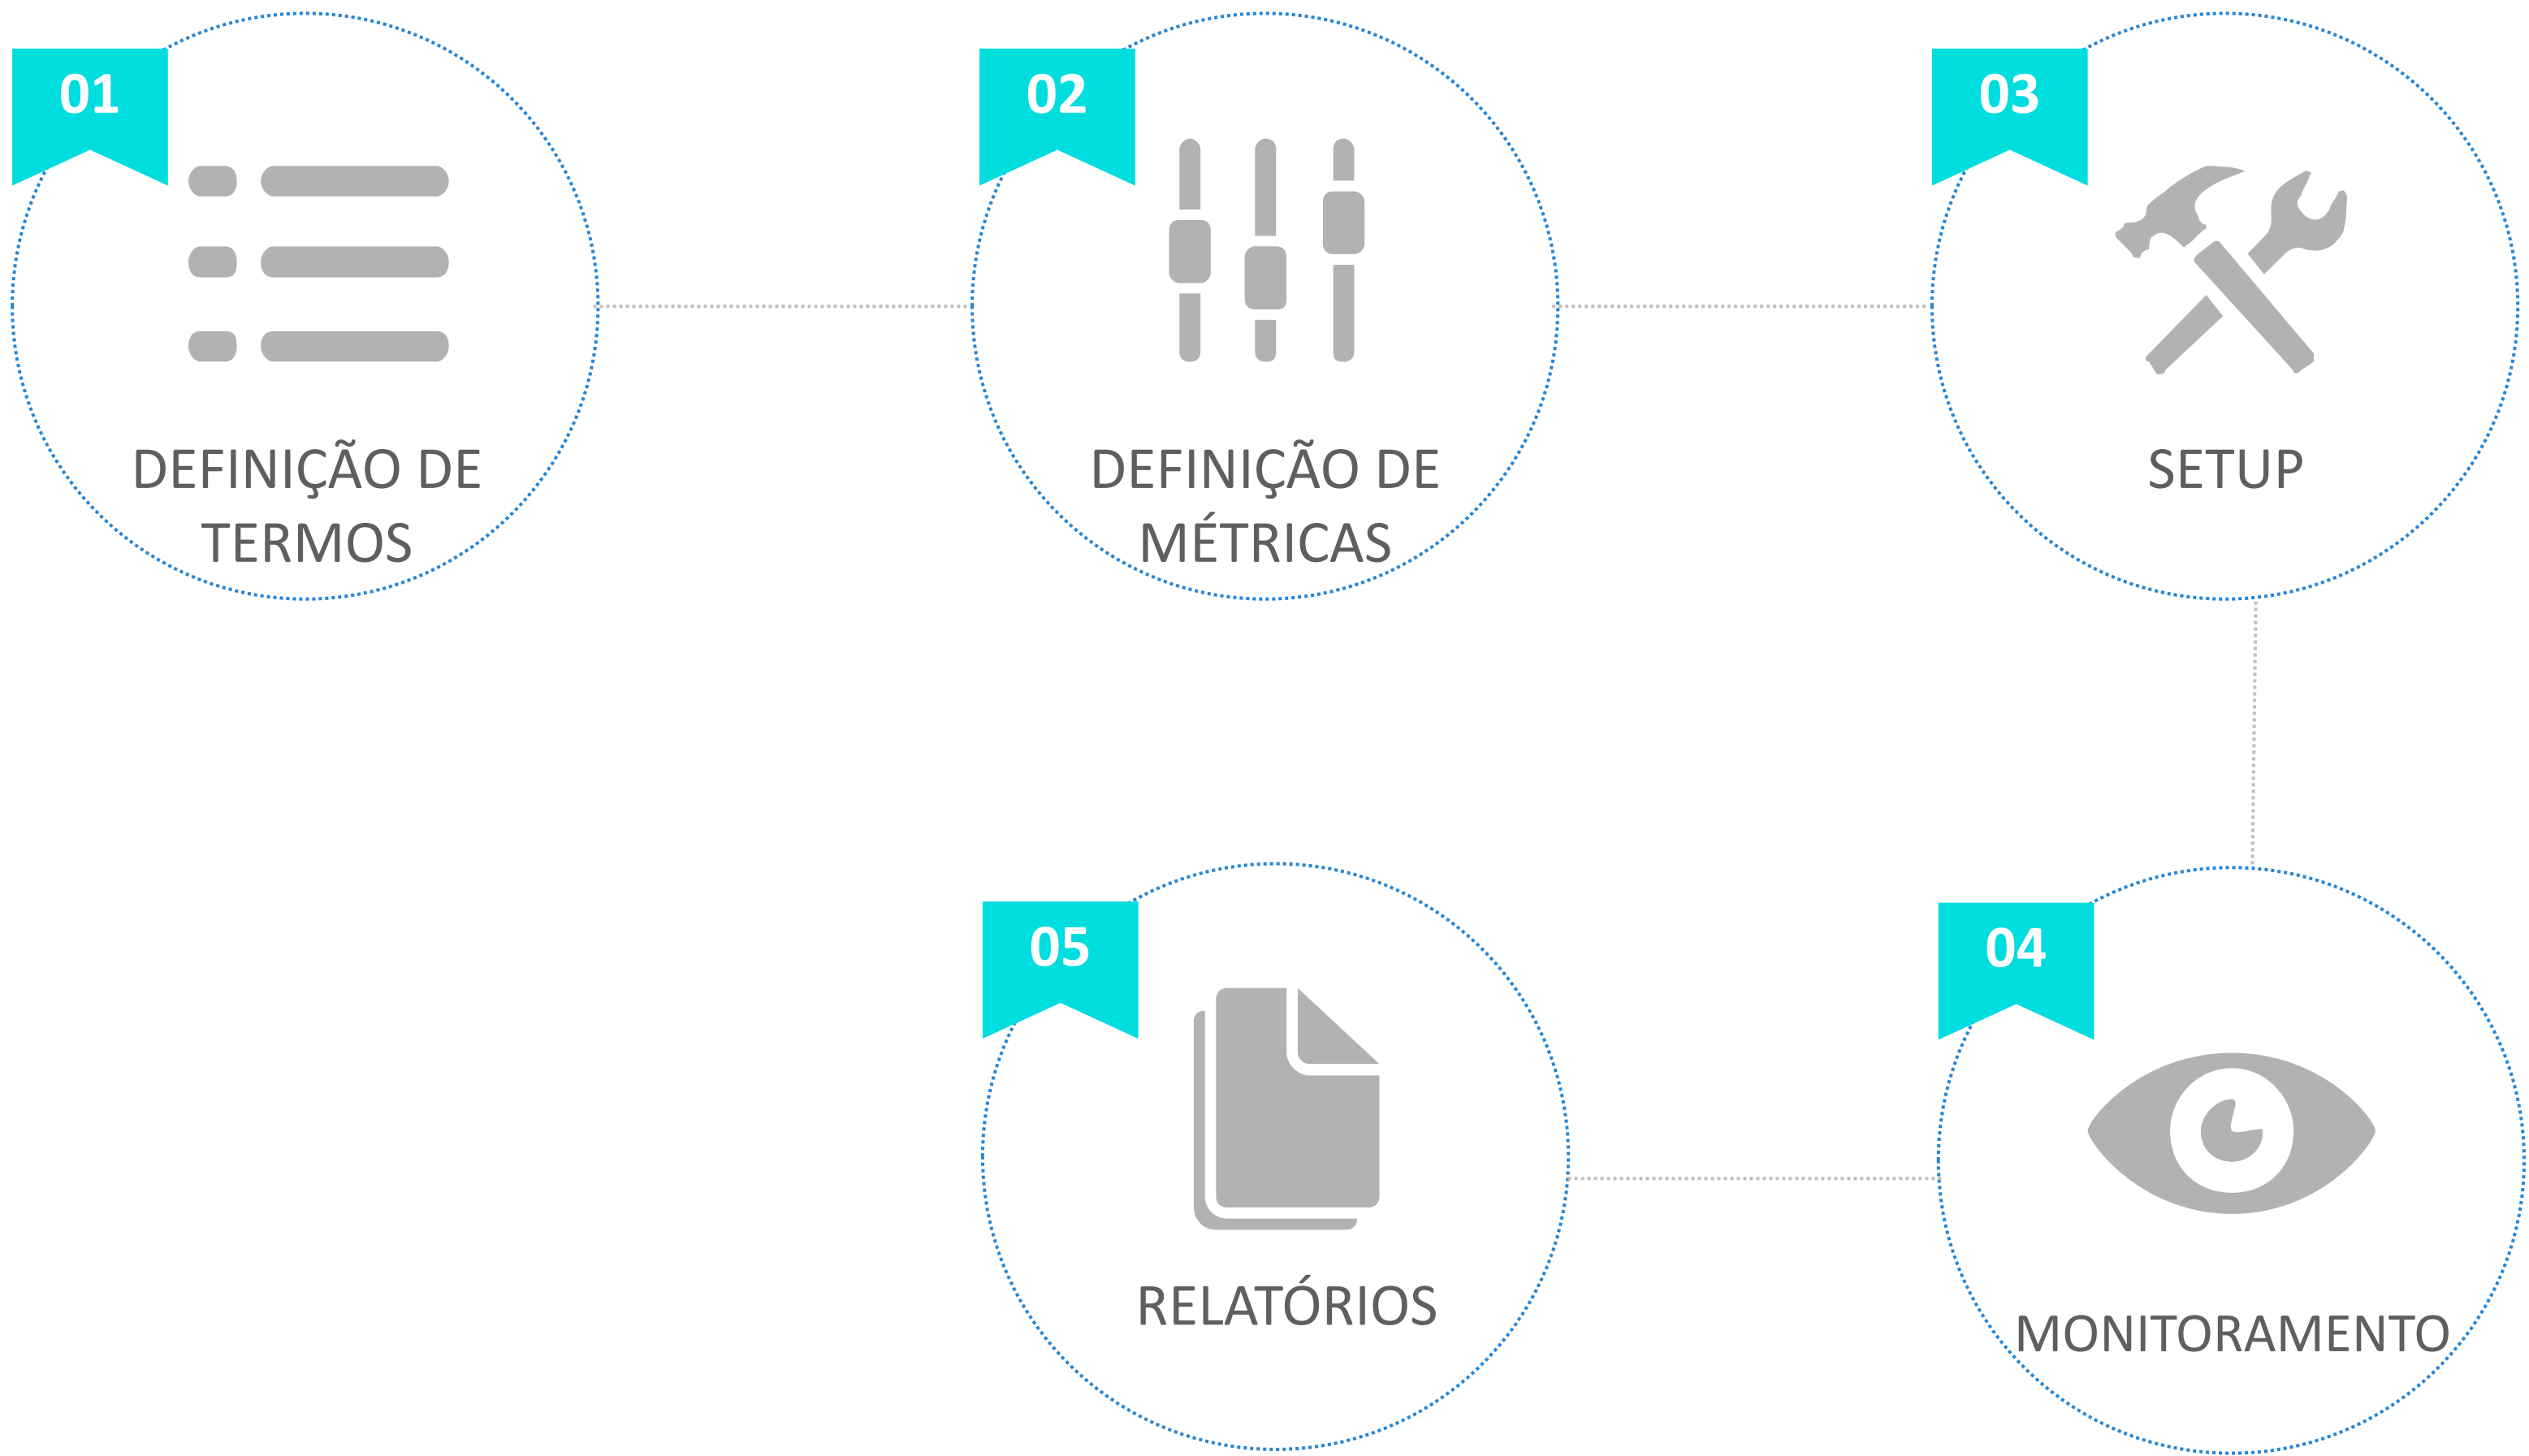 01
DEFINIÇÃO DE
TERMOS
02
DEFINIÇÃO DE
MÉTRICAS
03
SETUP
04
MONITORAMENTO
05
RELATÓRIOS